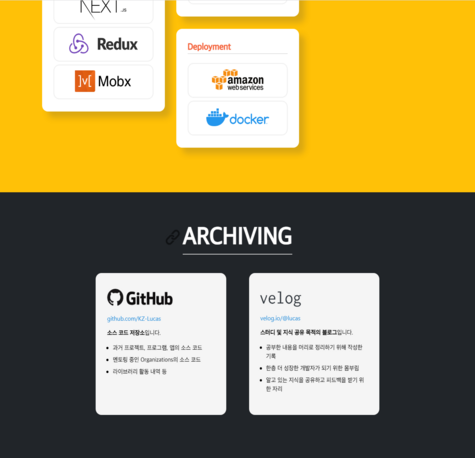 NEXT.JS
Redux
Mobx
Deployment
amazon
webservices
docker
ARCHIVING
GitHub
github.com/KZ-Lucas
소스 코드 저장소입니다.
과거 프로젝트, 프로그램, 앱의 소스 코드
멘토링 중인 Organizations의 소스 코드
라이브러리 활동 내역 등
velog
velog.io/@lucas
스터디 및 지식 공유 목적의 블로그입니다.
공부한 내용을 머리로 정리하기 위해 작성한
기록
한층 더 성장한 개발자가 되기 위한 몸부림
알고 있는 지식을 공유하고 피드백을 받기 위
한 자리